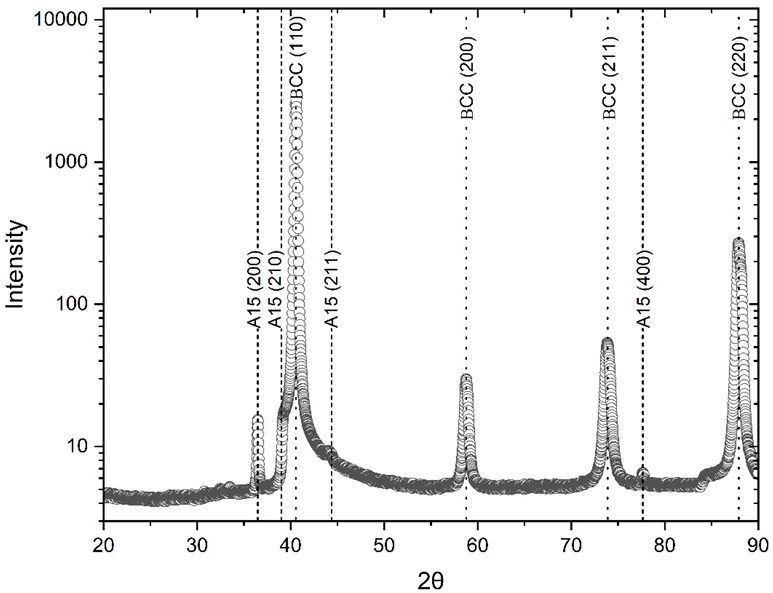 10000
1000
100
10
Intensity
A15 (200)
A15 (210)
BCC (110)
A15 (211)
BCC (200)
BCC (211)
A15 (400)
BCC (220)
20 30 40 50 60 70 80 90
2θ